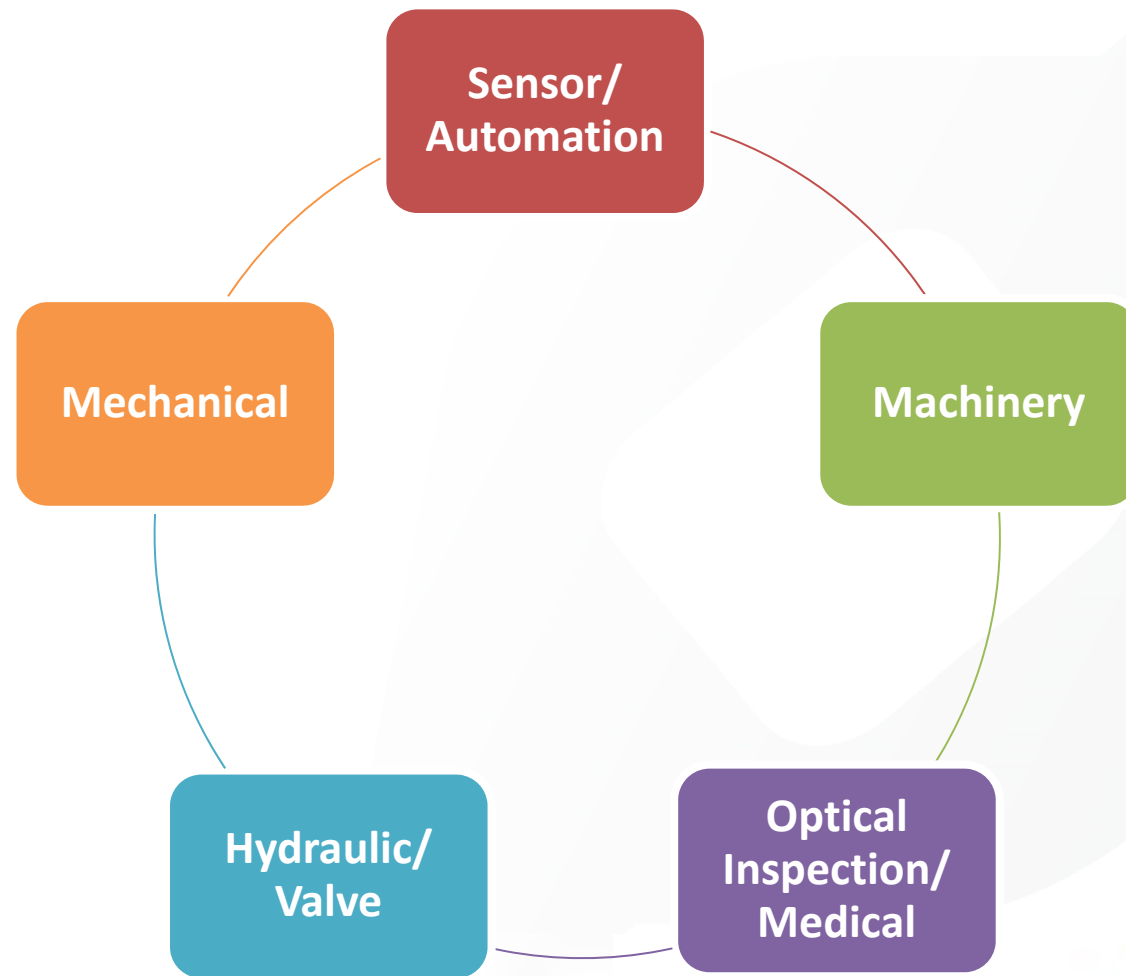 Sensor/
Automation
Mechanical
Machinery
Hydraulic/
Valve
Optical
Inspection/
Medical